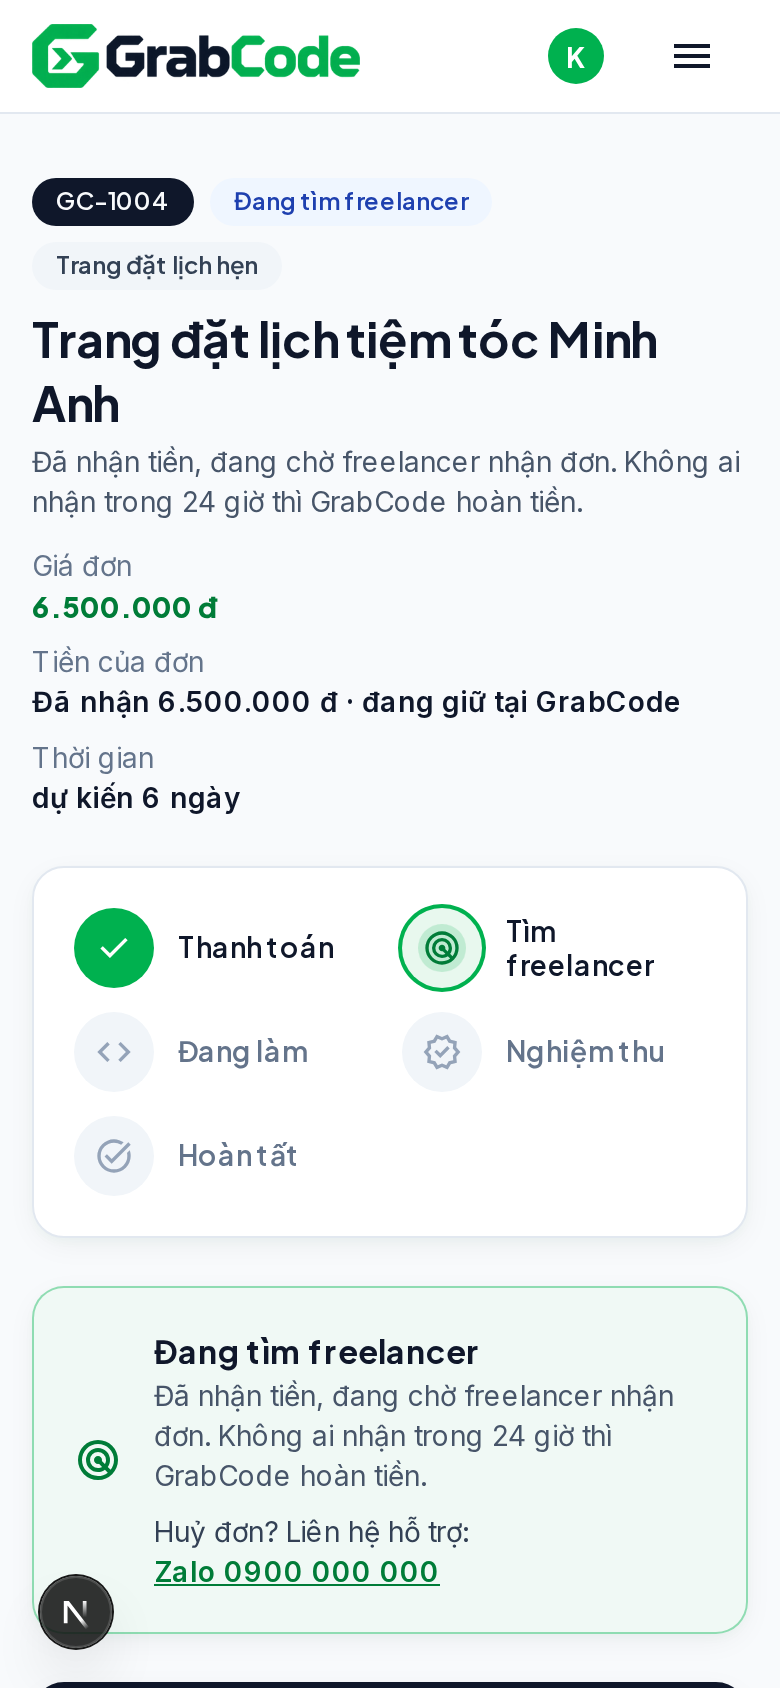 GrabCode
K
GC-1004
Đang tìm freelancer
Trang đặt lịch hẹn
Trang đặt lịch tiệm tóc Minh
Anh
Đã nhận tiền, đang chờ freelancer nhận đơn. Không ai
nhận trong 24 giờ thì GrabCode hoàn tiền.
Giá đơn
6.500.000 đ
Tiền của đơn
Đã nhận 6.500.000 đ · đang giữ tại GrabCode
Thời gian
dự kiến 6 ngày
Thanh toán
Tìm
freelancer
Đang làm
Nghiệm thu
Hoàn tất
Đang tìm freelancer
Đã nhận tiền, đang chờ freelancer nhận
đơn. Không ai nhận trong 24 giờ thì
GrabCode hoàn tiền.
Huỷ đơn? Liên hệ hỗ trợ:
Zalo 0900 000 000
N